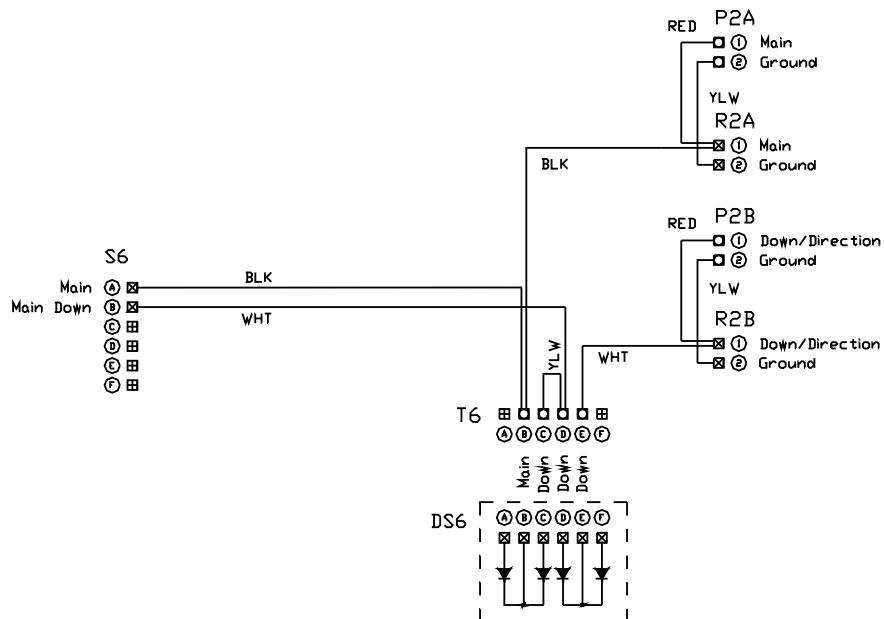 P2A
RED
1 Main
2 Ground
YLW
R2A
1 Main
BLK
2 Ground
P2B
RED
1 Down/Direction
2 Ground
YLW
R2B
1 Down/Direction
WHT
2 Ground
S6
Main A
BLK
Main Down B
WHT
C
D
E
F
YLW
T6
A B C D E F
Main Down Down Down
DS6
A B C D E F